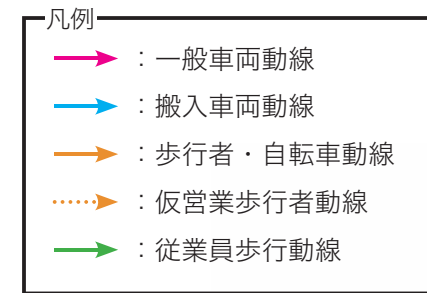 凡例
：一般車両動線
：搬入車両動線
：歩行者・自転車動線
：仮営業歩行者動線
：従業員歩行動線